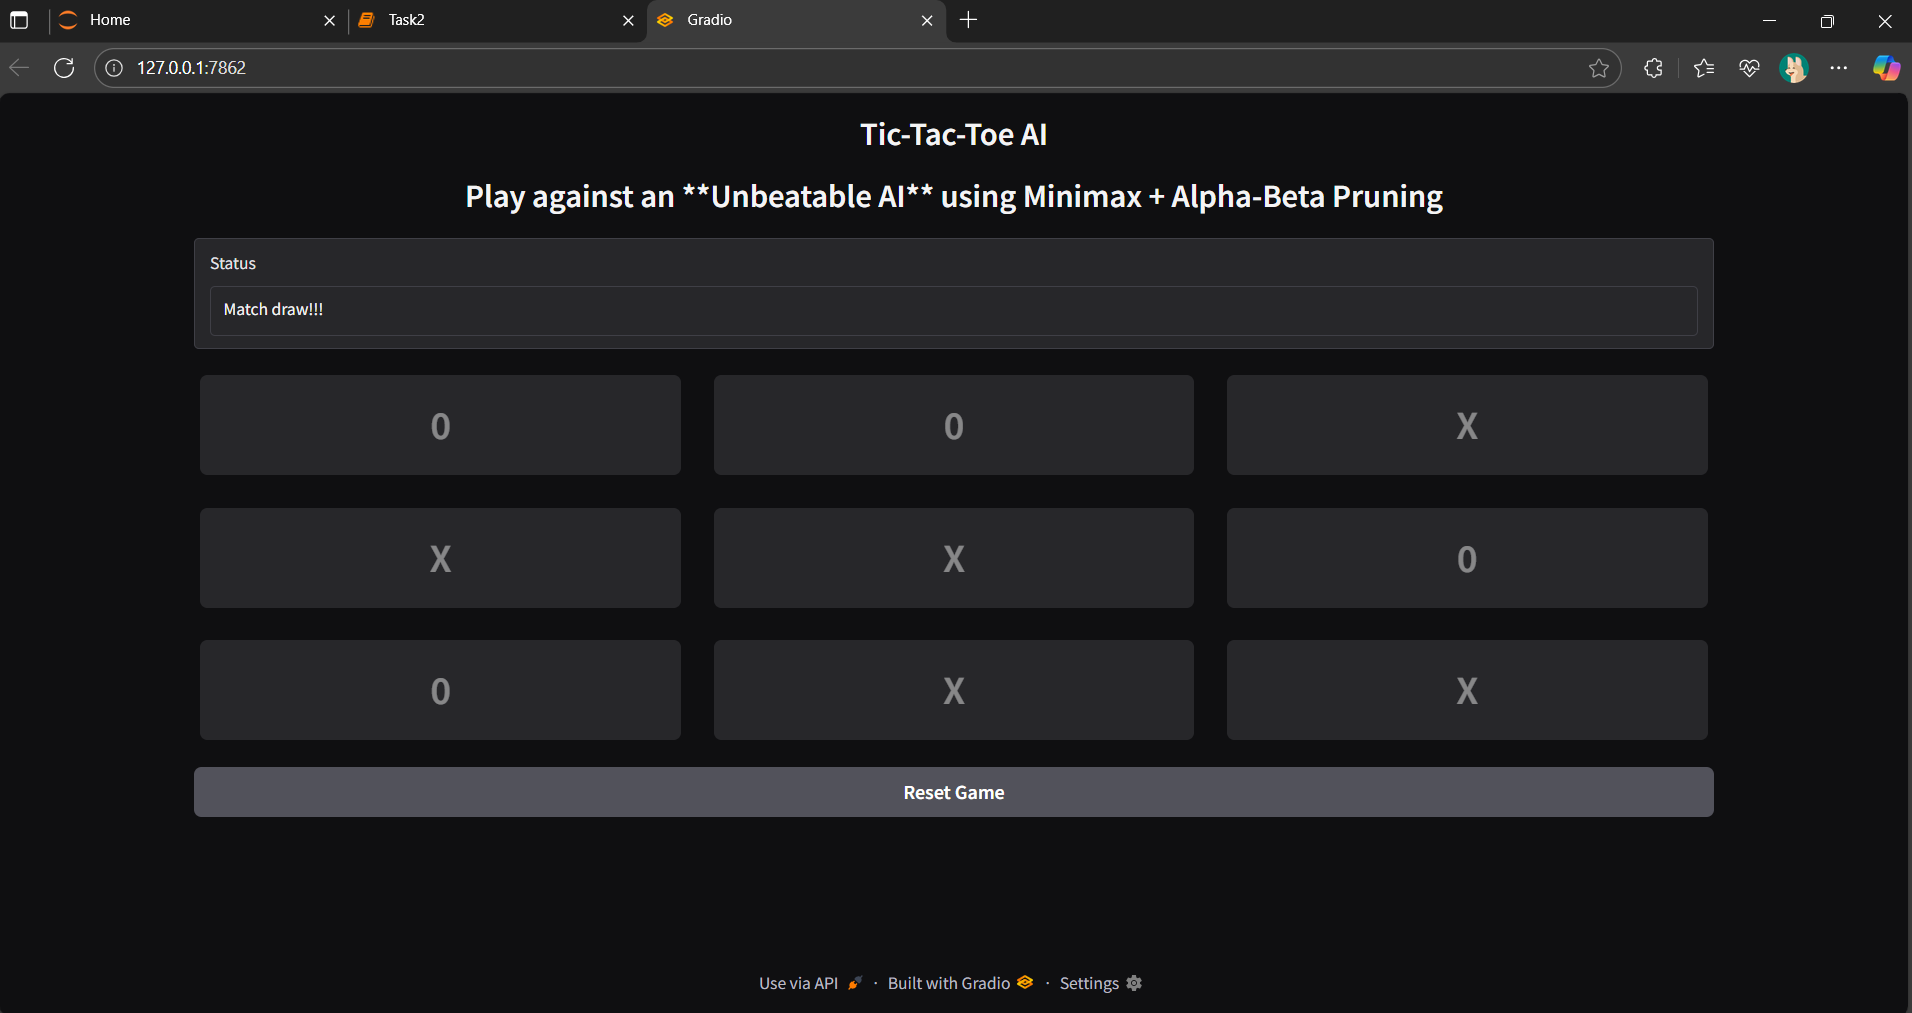 Home
Task2
Gradio
127.0.0.1:7862
Tic-Tac-Toe AI
Play against an **Unbeatable AI** using Minimax + Alpha-Beta Pruning
Status
Match draw!!!
0 0 X
X X 0
0 X X
Reset Game
Use via API · Built with Gradio · Settings